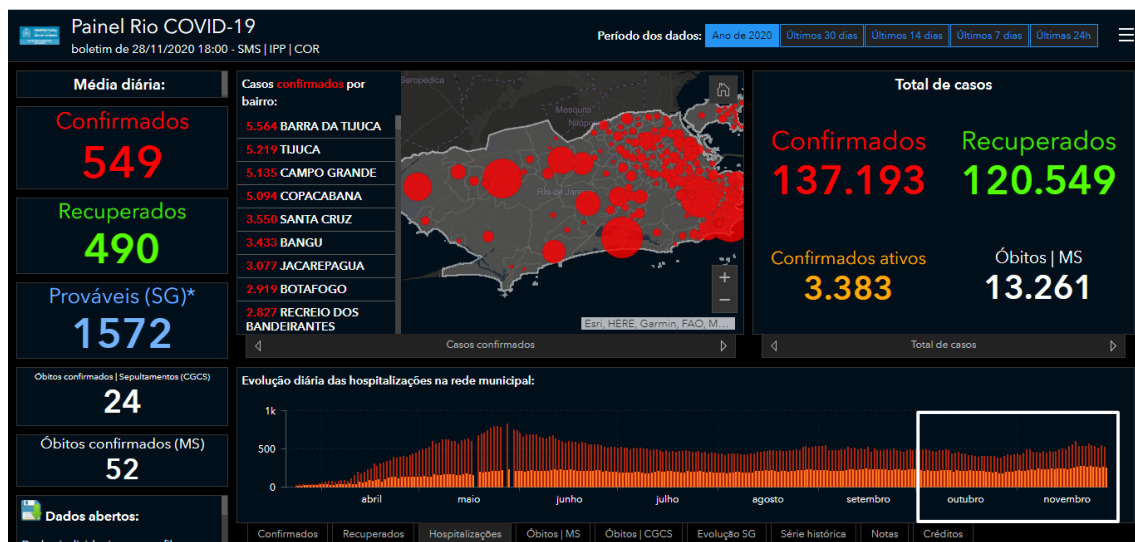 Painel Rio COVID-19
boletim de 28/11/2020 18:00 - SMS | IPP | COR
Período dos dados:
Ano de 2020
Últimos 30 dias
Últimos 14 dias
Últimos 7 dias
Últimas 24h
Média diária:
Confirmados
549
Recuperados
490
Prováveis (SG)*
1572
Óbitos confirmados | Sepultamentos (CGCS)
24
Óbitos confirmados (MS)
52
Dados abertos:
Casos confirmados por
bairro:
5.564 BARRA DA TIJUCA
5.219 TIJUCA
5.135 CAMPO GRANDE
5.094 COPACABANA
3.550 SANTA CRUZ
3.433 BANGU
3.077 JACAREPAGUA
2.919 BOTAFOGO
2.827 RECREIO DOS
BANDEIRANTES
Seropédica
Mesquita
Rio de Janeiro
Esri, HERE, Garmin, FAO, M...
Casos confirmados
Total de casos
Confirmados
137.193
Recuperados
120.549
Confirmados ativos
3.383
Óbitos | MS
13.261
Total de casos
Evolução diária das hospitalizações na rede municipal:
1k
500
0
abril
maio
junho
julho
agosto
setembro
outubro
novembro
Confirmados
Recuperados
Hospitalizações
Óbitos | MS
Óbitos | CGCS
Evolução SG
Série histórica
Notas
Créditos